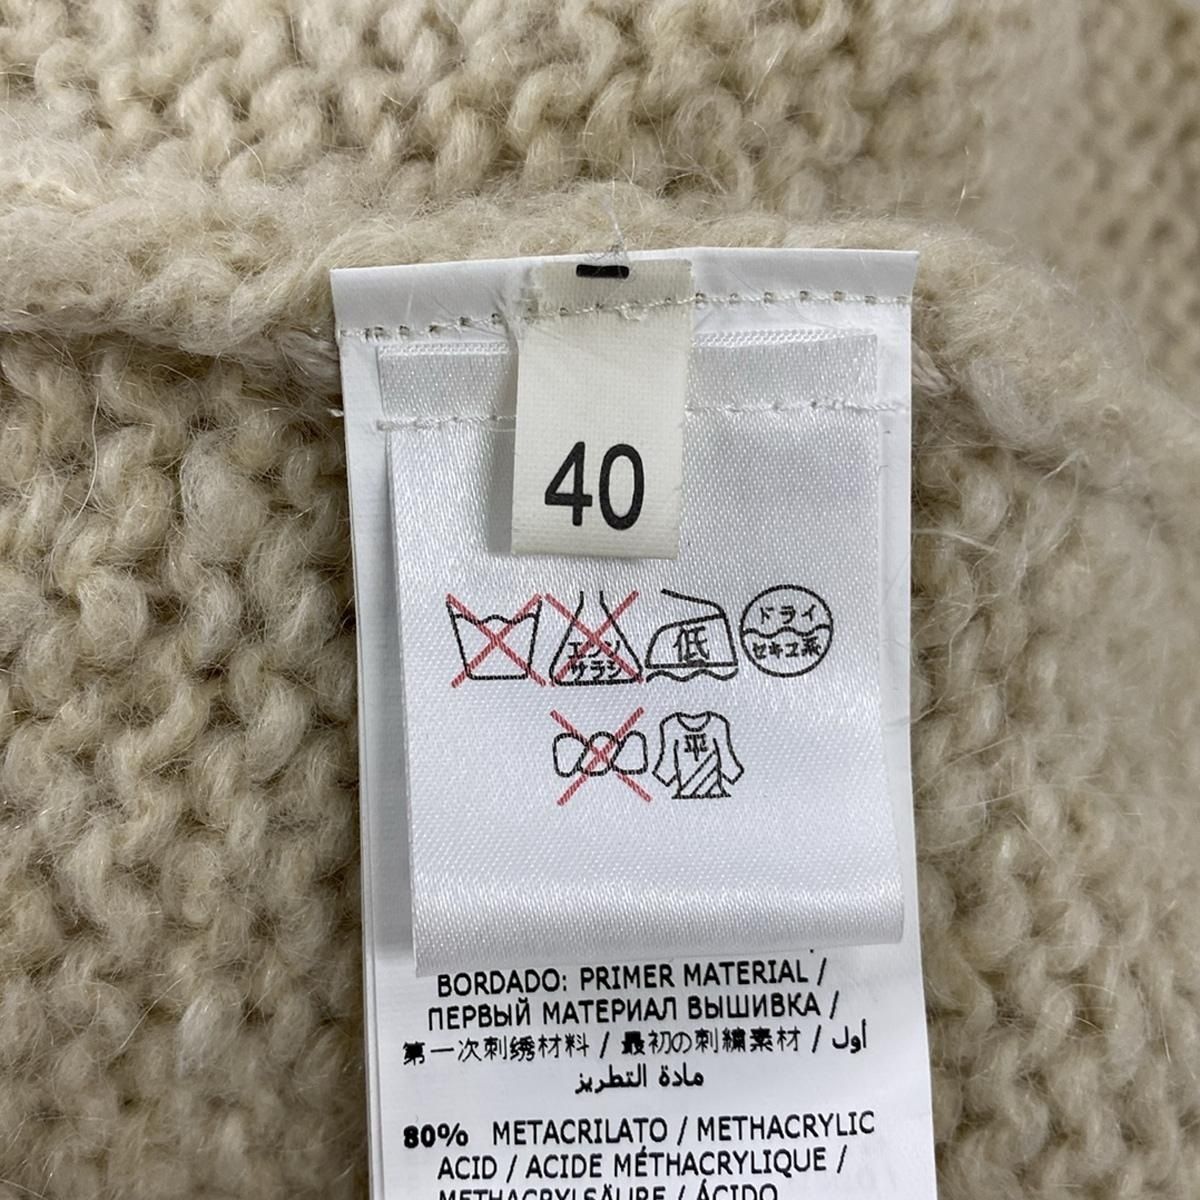 40
エンソ
サラシ
低
ドライ
セキユ系
平
BORDADO: PRIMER MATERIAL /
ПЕРВЫЙ МАТЕРИАЛ ВЫШИВКА /
第一次刺绣材料 / 最初の刺繍素材 / أول
مادة التطريز
80% METACRILATO / METHACRYLIC
ACID / ACIDE MÉTHACRYLIQUE /
METHACRYLSÄURE / ÁCIDO